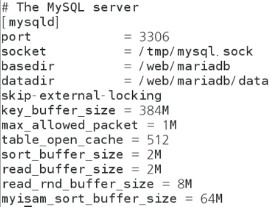 # The MySQL server
[mysqld]
port            = 3306
socket          = /tmp/mysql.sock
basedir         = /web/mariadb
datadir         = /web/mariadb/data
skip-external-locking
key_buffer_size = 384M
max_allowed_packet = 1M
table_open_cache = 512
sort_buffer_size = 2M
read_buffer_size = 2M
read_rnd_buffer_size = 8M
myisam_sort_buffer_size = 64M